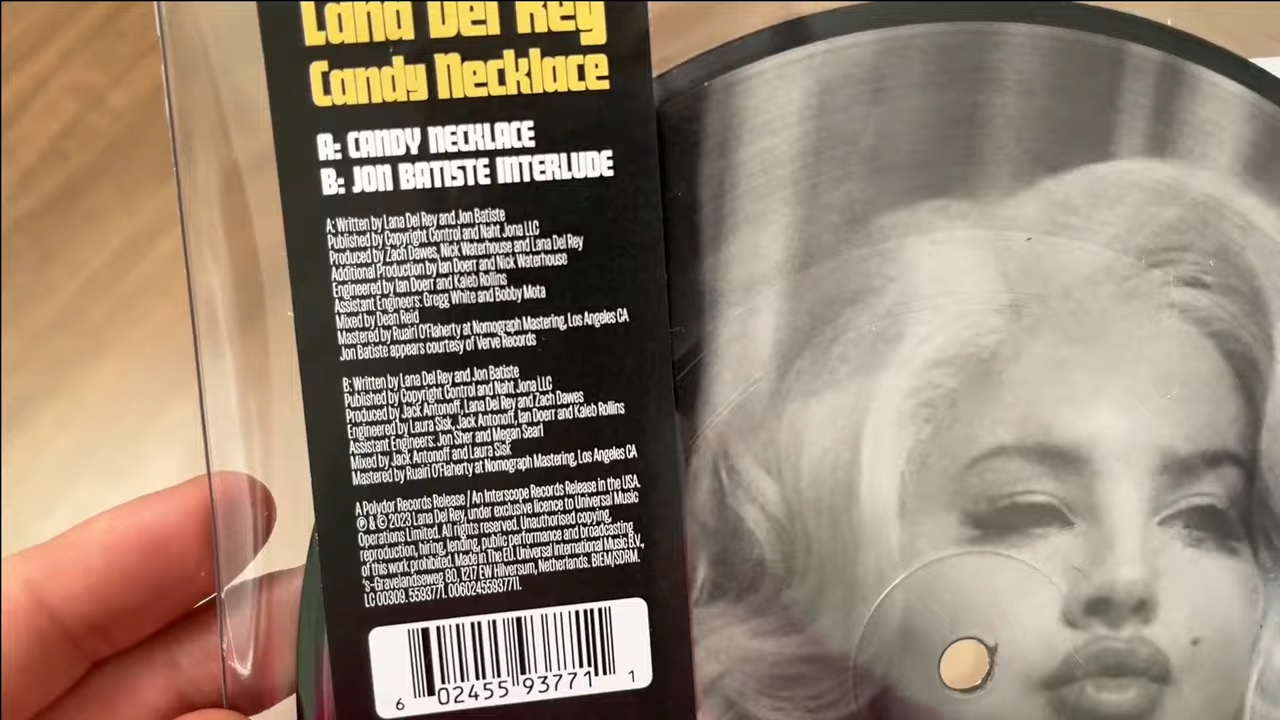 Lana Del Rey
Candy Necklace
A: CANDY NECKLACE
B: JON BATISTE INTERLUDE
A: Written by Lana Del Rey and Jon Batiste
Published by Copyright Control and Naht Jona LLC
Produced by Zach Dawes, Nick Waterhouse and Lana Del Rey
Additional Production by Ian Doerr and Nick Waterhouse
Engineered by Ian Doerr and Kaleb Rollins
Assistant Engineers: Gregg White and Bobby Mota
Mixed by Dean Reid
Mastered by Ruairi O'Flaherty at Nomograph Mastering, Los Angeles CA
Jon Batiste appears courtesy of Verve Records
B: Written by Lana Del Rey and Jon Batiste
Published by Copyright Control and Naht Jona LLC
Produced by Jack Antonoff, Lana Del Rey and Zach Dawes
Engineered by Laura Sisk, Jack Antonoff, Ian Doerr and Kaleb Rollins
Assistant Engineers: Jon Sher and Megan Searl
Mixed by Jack Antonoff and Laura Sisk
Mastered by Ruairi O'Flaherty at Nomograph Mastering, Los Angeles CA
A Polydor Records Release / An Interscope Records Release in the USA.
℗ & © 2023 Lana Del Rey, under exclusive licence to Universal Music
Operations Limited. All rights reserved. Unauthorised copying,
reproduction, hiring, lending, public performance and broadcasting
of this work prohibited. Made in The EU. Universal International Music B.V.,
's-Gravelandseweg 80, 1217 EW Hilversum, Netherlands. BIEM/SDRM.
LC 00309. 5593771. 00602455937711.
6 02455 93771 1